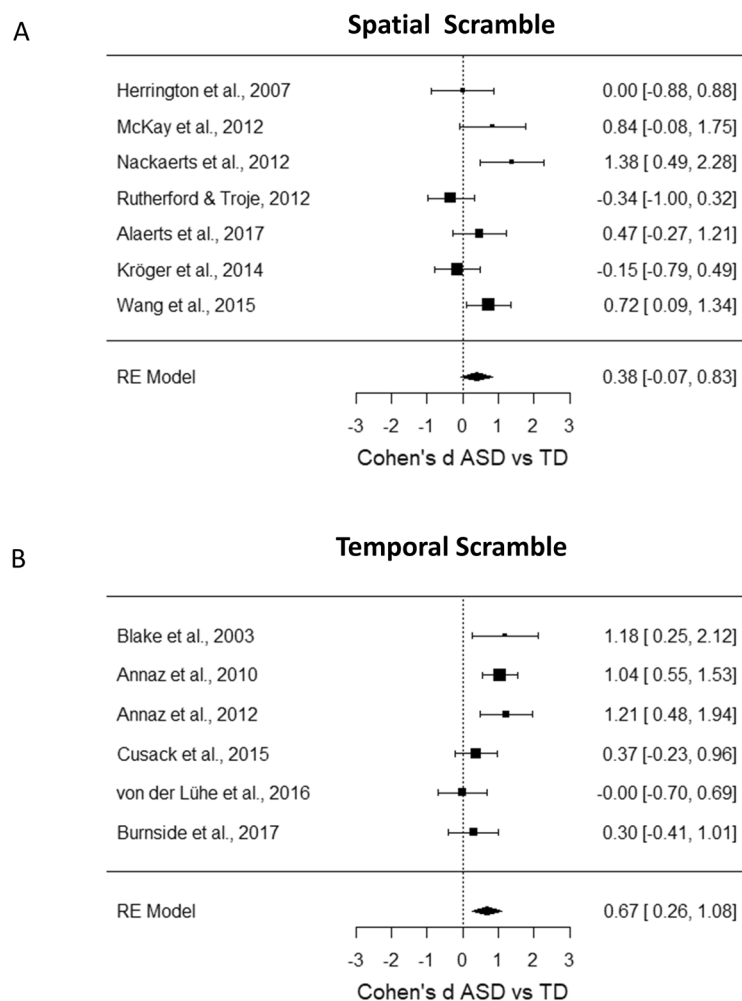 A
Spatial Scramble
Herrington et al., 2007 0.00 [-0.88, 0.88]
McKay et al., 2012 0.84 [-0.08, 1.75]
Nackaerts et al., 2012 1.38 [ 0.49, 2.28]
Rutherford & Troje, 2012 -0.34 [-1.00, 0.32]
Alaerts et al., 2017 0.47 [-0.27, 1.21]
Kröger et al., 2014 -0.15 [-0.79, 0.49]
Wang et al., 2015 0.72 [ 0.09, 1.34]
RE Model 0.38 [-0.07, 0.83]
-3 -2 -1 0 1 2 3
Cohen's d ASD vs TD
B
Temporal Scramble
Blake et al., 2003 1.18 [ 0.25, 2.12]
Annaz et al., 2010 1.04 [ 0.55, 1.53]
Annaz et al., 2012 1.21 [ 0.48, 1.94]
Cusack et al., 2015 0.37 [-0.23, 0.96]
von der Lühe et al., 2016 -0.00 [-0.70, 0.69]
Burnside et al., 2017 0.30 [-0.41, 1.01]
RE Model 0.67 [ 0.26, 1.08]
-3 -2 -1 0 1 2 3
Cohen's d ASD vs TD